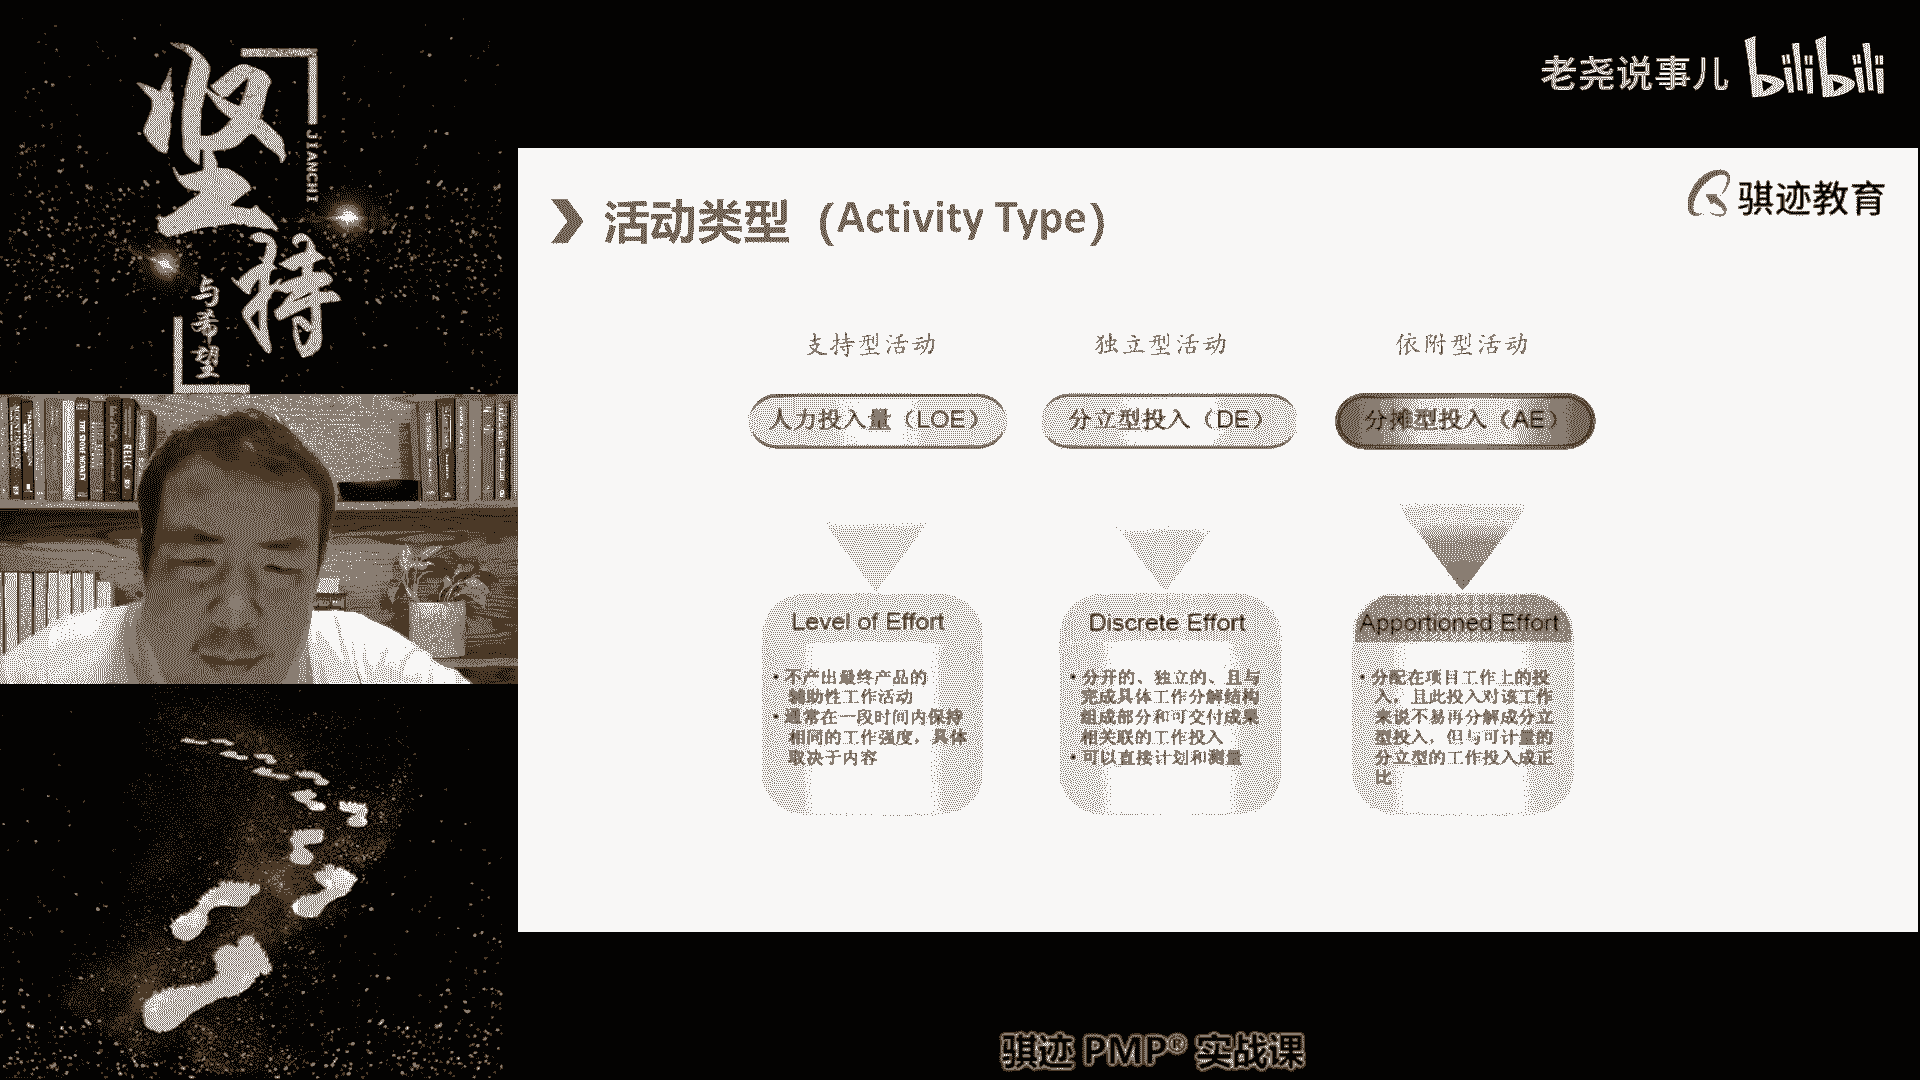 坚持
JIANCHI
与希望
老尧说事儿 bilibili
骐迹教育
活动类型（Activity Type）
支持型活动
独立型活动
依附型活动
人力投入量（LOE）
分立型投入（DE）
分摊型投入（AE）
Level of Effort
• 不产出最终产品的
辅助性工作活动
• 通常在一段时间内保持
相同的工作强度，具体
取决于内容
Discrete Effort
• 分开的、独立的、且与
完成具体工作分解结构
组成部分和可交付成果
相关联的工作投入
• 可以直接计划和测量
Apportioned Effort
• 分配在项目工作上的投
入，且此投入对该工作
来说不易再分解成分立
型投入，但与可计量的
分立型的工作投入成正
比
骐迹 PMP® 实战课